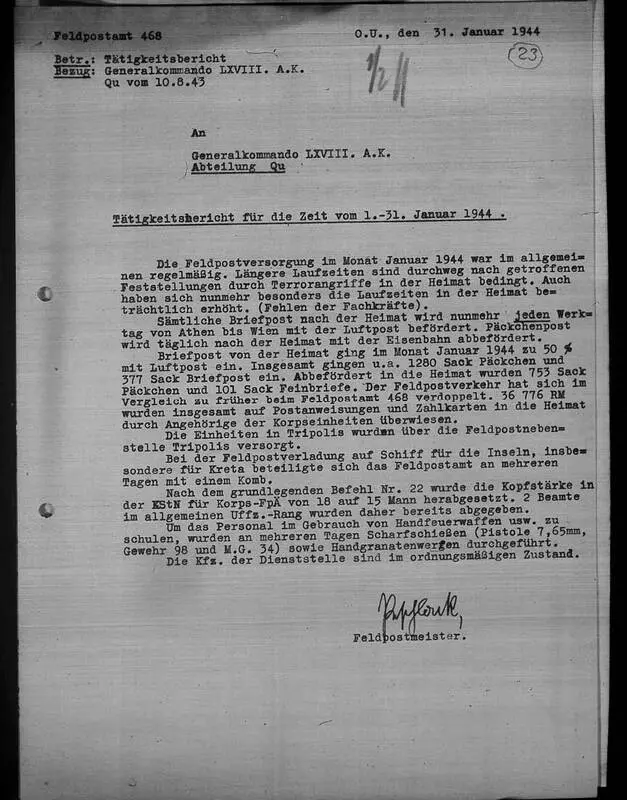 Feldpostamt 468
O.U., den 31. Januar 1944
23
Betr.: Tätigkeitsbericht
Bezug: Generalkommando LXVIII. A.K.
Qu vom 10.8.43
An
Generalkommando LXVIII. A.K.
Abteilung Qu
Tätigkeitsbericht für die Zeit vom 1.-31. Januar 1944 .
Die Feldpostversorgung im Monat Januar 1944 war im allgemei=
nen regelmäßig. Längere Laufzeiten sind durchweg nach getroffenen
Feststellungen durch Terrorangriffe in der Heimat bedingt. Auch
haben sich nunmehr besonders die Laufzeiten in der Heimat be=
trächtlich erhöht. (Fehlen der Fachkräfte).
Sämtliche Briefpost nach der Heimat wird nunmehr jeden Werk=
tag von Athen bis Wien mit der Luftpost befördert. Päckchenpost
wird täglich nach der Heimat mit der Eisenbahn abbefördert.
Briefpost von der Heimat ging im Monat Januar 1944 zu 50 %
mit Luftpost ein. Insgesamt gingen u.a. 1280 Sack Päckchen und
377 Sack Briefpost ein. Abbefördert in die Heimat wurden 753 Sack
Päckchen und 101 Sack Feinbriefe. Der Feldpostverkehr hat sich im
Vergleich zu früher beim Feldpostamt 468 verdoppelt. 36 776 RM
wurden insgesamt auf Postanweisungen und Zahlkarten in die Heimat
durch Angehörige der Korpseinheiten überwiesen.
Die Einheiten in Tripolis wurden über die Feldpostneben=
stelle Tripolis versorgt.
Bei der Feldpostverladung auf Schiff für die Inseln, insbe=
sondere für Kreta beteiligte sich das Feldpostamt an mehreren
Tagen mit einem Komb.
Nach dem grundlegenden Befehl Nr. 22 wurde die Kopfstärke in
der KStN für Korps-FpÄ von 18 auf 15 Mann herabgesetzt. 2 Beamte
im allgemeinen Uffz.-Rang wurden daher bereits abgegeben.
Um das Personal im Gebrauch von Handfeuerwaffen usw. zu
schulen, wurden an mehreren Tagen Scharfschießen (Pistole 7,65mm,
Gewehr 98 und M.G. 34) sowie Handgranatenwerfen durchgeführt.
Die Kfz. der Dienststelle sind im ordnungsmäßigen Zustand.
Feldpostmeister.